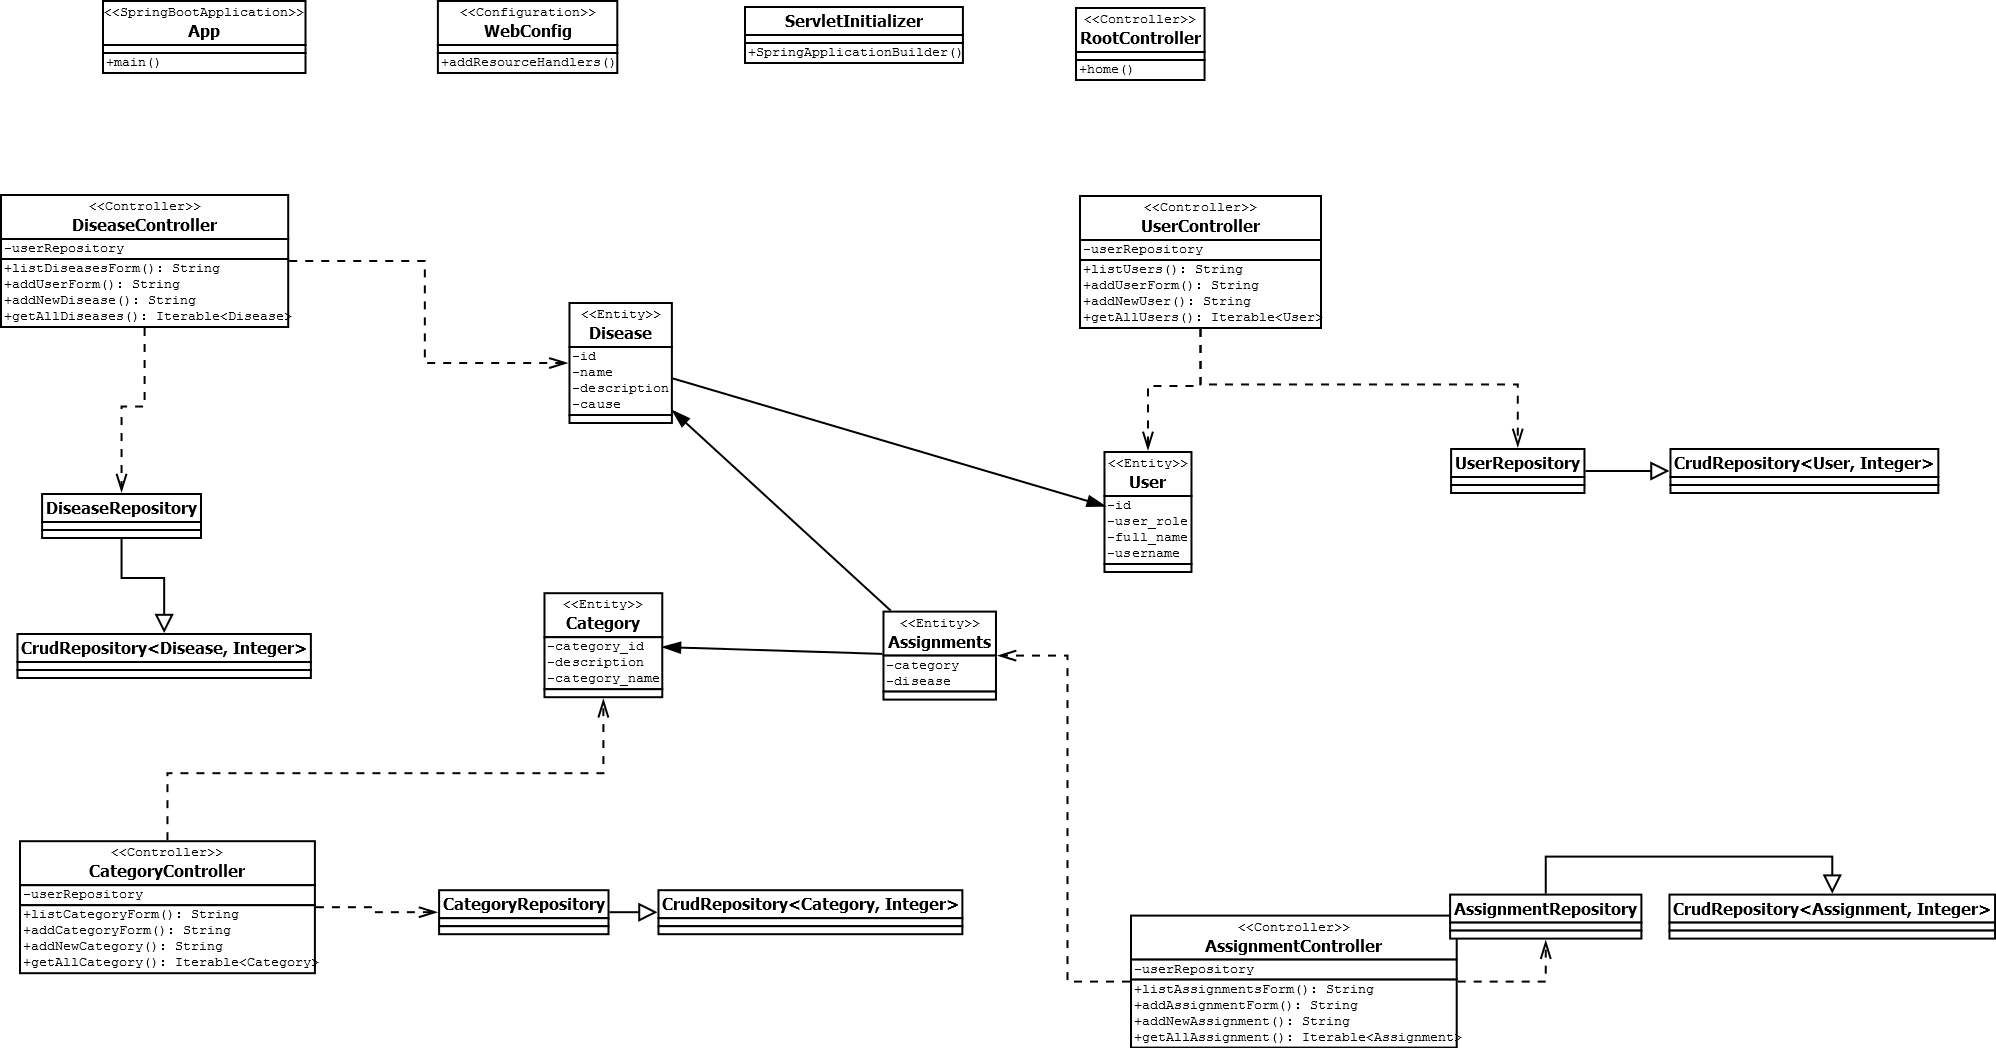 <<SpringBootApplication>>
App
+main()
<<Configuration>>
WebConfig
+addResourceHandlers()
ServletInitializer
+SpringApplicationBuilder()
<<Controller>>
RootController
+home()
<<Controller>>
DiseaseController
-userRepository
+listDiseasesForm(): String
+addUserForm(): String
+addNewDisease(): String
+getAllDiseases(): Iterable<Disease>
<<Controller>>
UserController
-userRepository
+listUsers(): String
+addUserForm(): String
+addNewUser(): String
+getAllUsers(): Iterable<User>
<<Entity>>
Disease
-id
-name
-description
-cause
<<Entity>>
User
-id
-user_role
-full_name
-username
UserRepository
CrudRepository<User, Integer>
DiseaseRepository
CrudRepository<Disease, Integer>
<<Entity>>
Category
-category_id
-description
-category_name
<<Entity>>
Assignments
-category
-disease
<<Controller>>
CategoryController
-userRepository
+listCategoryForm(): String
+addCategoryForm(): String
+addNewCategory(): String
+getAllCategory(): Iterable<Category>
CategoryRepository
CrudRepository<Category, Integer>
<<Controller>>
AssignmentController
-userRepository
+listAssignmentsForm(): String
+addAssignmentForm(): String
+addNewAssignment(): String
+getAllAssignment(): Iterable<Assignment>
AssignmentRepository
CrudRepository<Assignment, Integer>